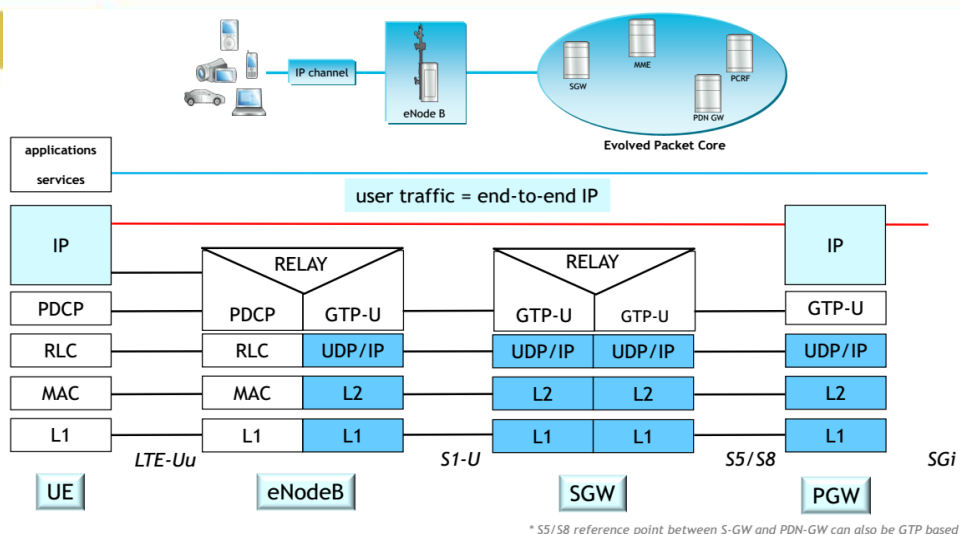 IP channel
eNode B
SGW
MME
PCRF
PDN GW
Evolved Packet Core
applications
services
user traffic = end-to-end IP
IP
IP
RELAY
RELAY
PDCP
PDCP
GTP-U
GTP-U
GTP-U
GTP-U
RLC
RLC
UDP/IP
UDP/IP
UDP/IP
UDP/IP
MAC
MAC
L2
L2
L2
L2
L1
L1
L1
L1
L1
L1
LTE-Uu
S1-U
S5/S8
SGi
UE
eNodeB
SGW
PGW
* S5/S8 reference point between S-GW and PDN-GW can also be GTP based